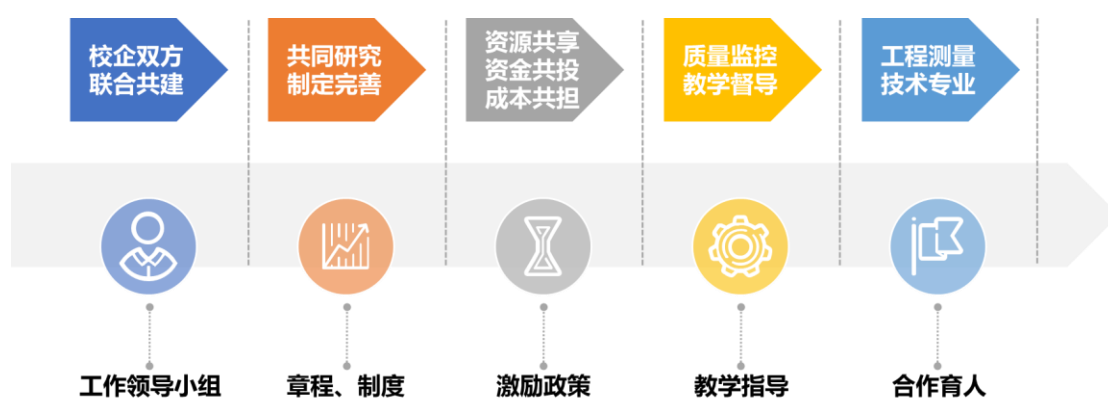 校企双方
联合共建
共同研究
制定完善
资源共享
资金共投
成本共担
质量监控
教学督导
工程测量
技术专业
工作领导小组
章程、制度
激励政策
教学指导
合作育人